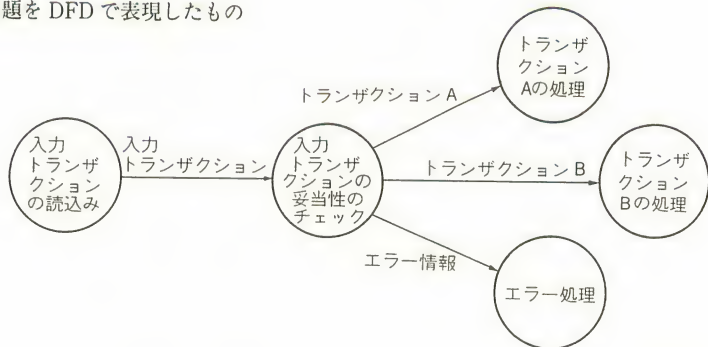 題を DFD で表現したもの
トランザ
クション
Aの処理
トランザクション A
入力
トランザ
クション
の読込み
入力
トランザクション
入力
トランザ
クションの
妥当性の
チェック
トランザクション B
トランザ
クション
Bの処理
エラー情報
エラー処理